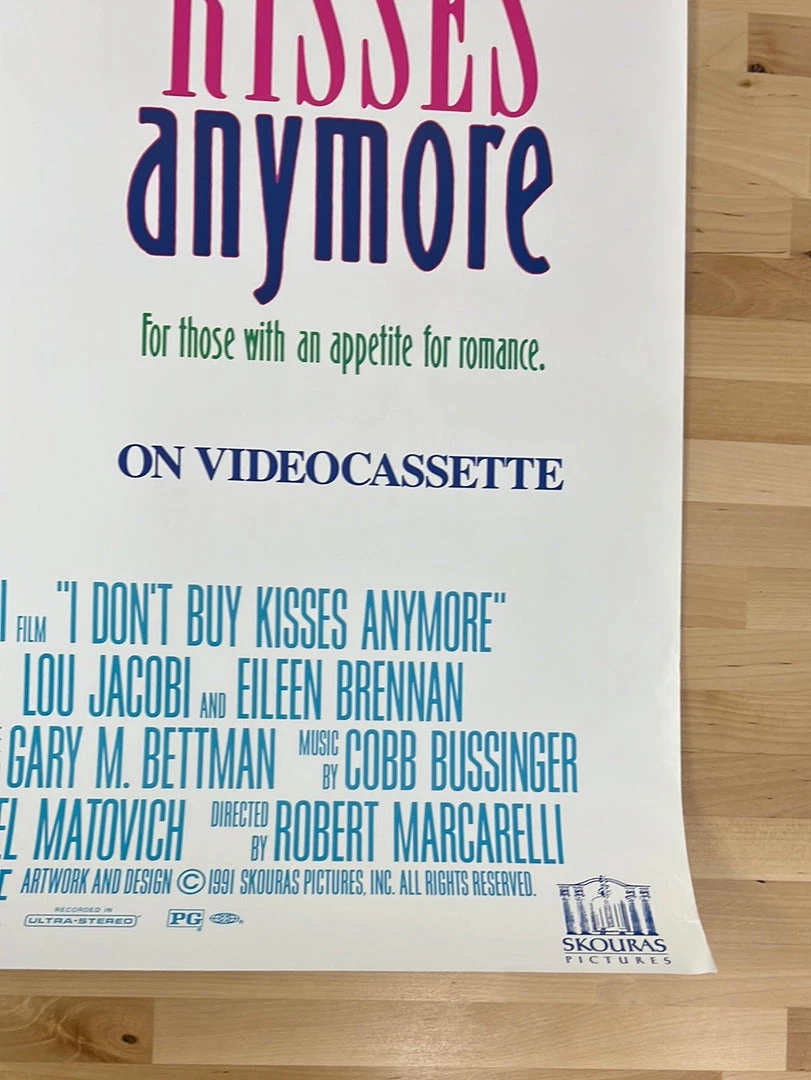 KISSES
anymore
For those with an appetite for romance.
ON VIDEOCASSETTE
FILM "I DON'T BUY KISSES ANYMORE"
LOU JACOBI AND EILEEN BRENNAN
GARY M. BETTMAN MUSIC BY COBB BUSSINGER
MATOVICH DIRECTED BY ROBERT MARCARELLI
ARTWORK AND DESIGN © 1991 SKOURAS PICTURES, INC. ALL RIGHTS RESERVED.
RECORDED IN
ULTRA-STEREO PG
SKOURAS
PICTURES